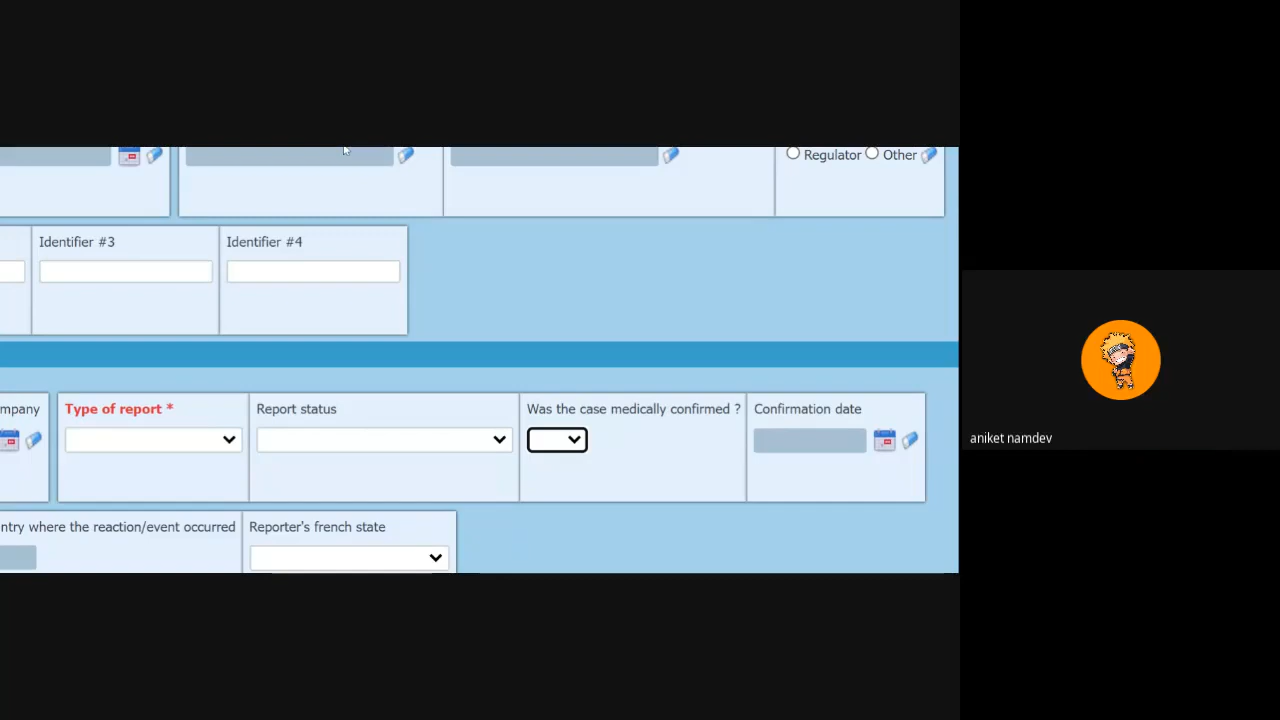 Regulator Other
Identifier #3 Identifier #4
mpany Type of report * Report status Was the case medically confirmed ? Confirmation date
aniket namdev
ntry where the reaction/event occurred Reporter's french state